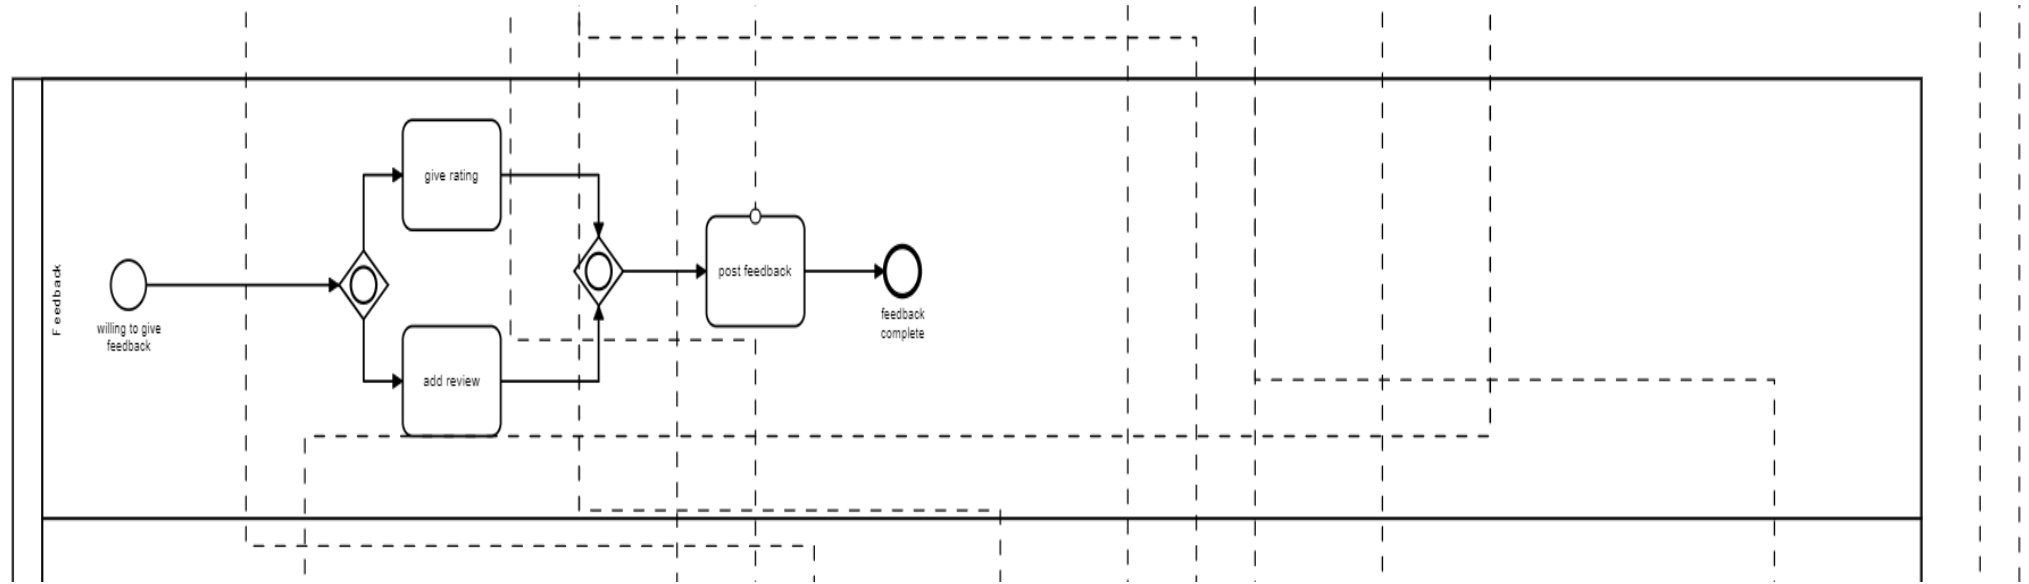 Feedback
willing to give
feedback
give rating
add review
post feedback
feedback
complete